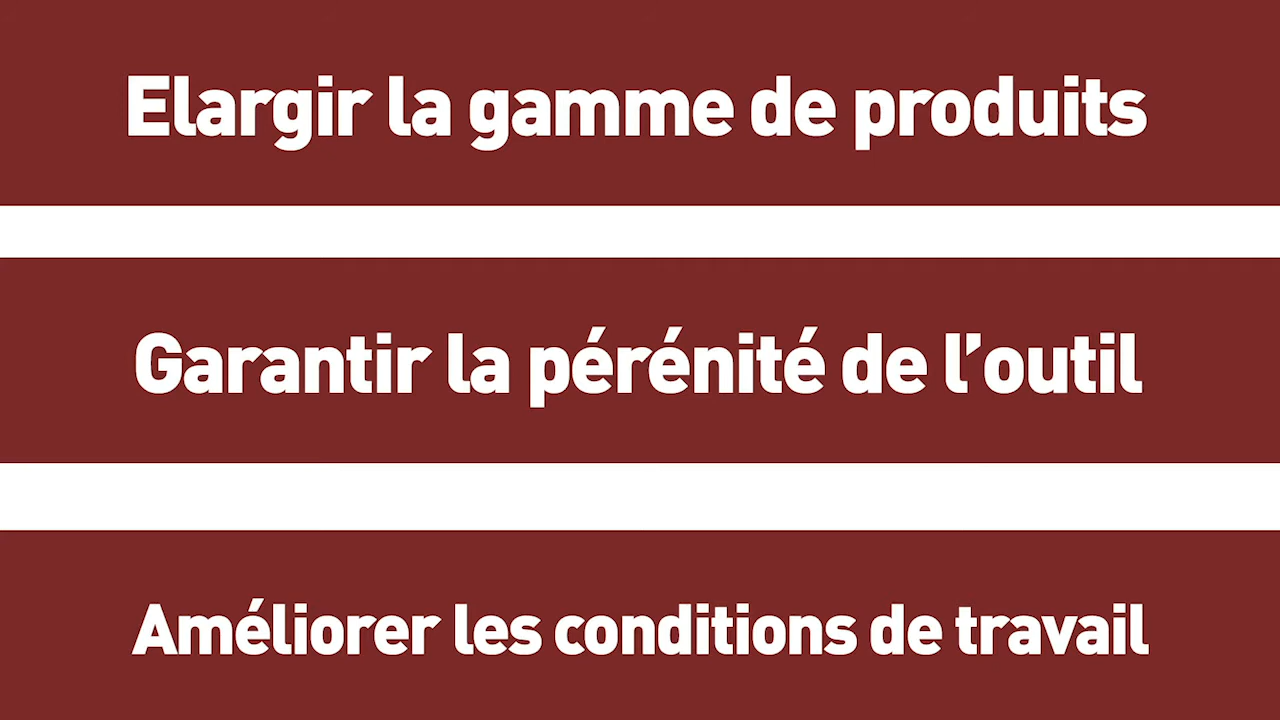 Elargir la gamme de produits
Garantir la pérénité de l’outil
Améliorer les conditions de travail